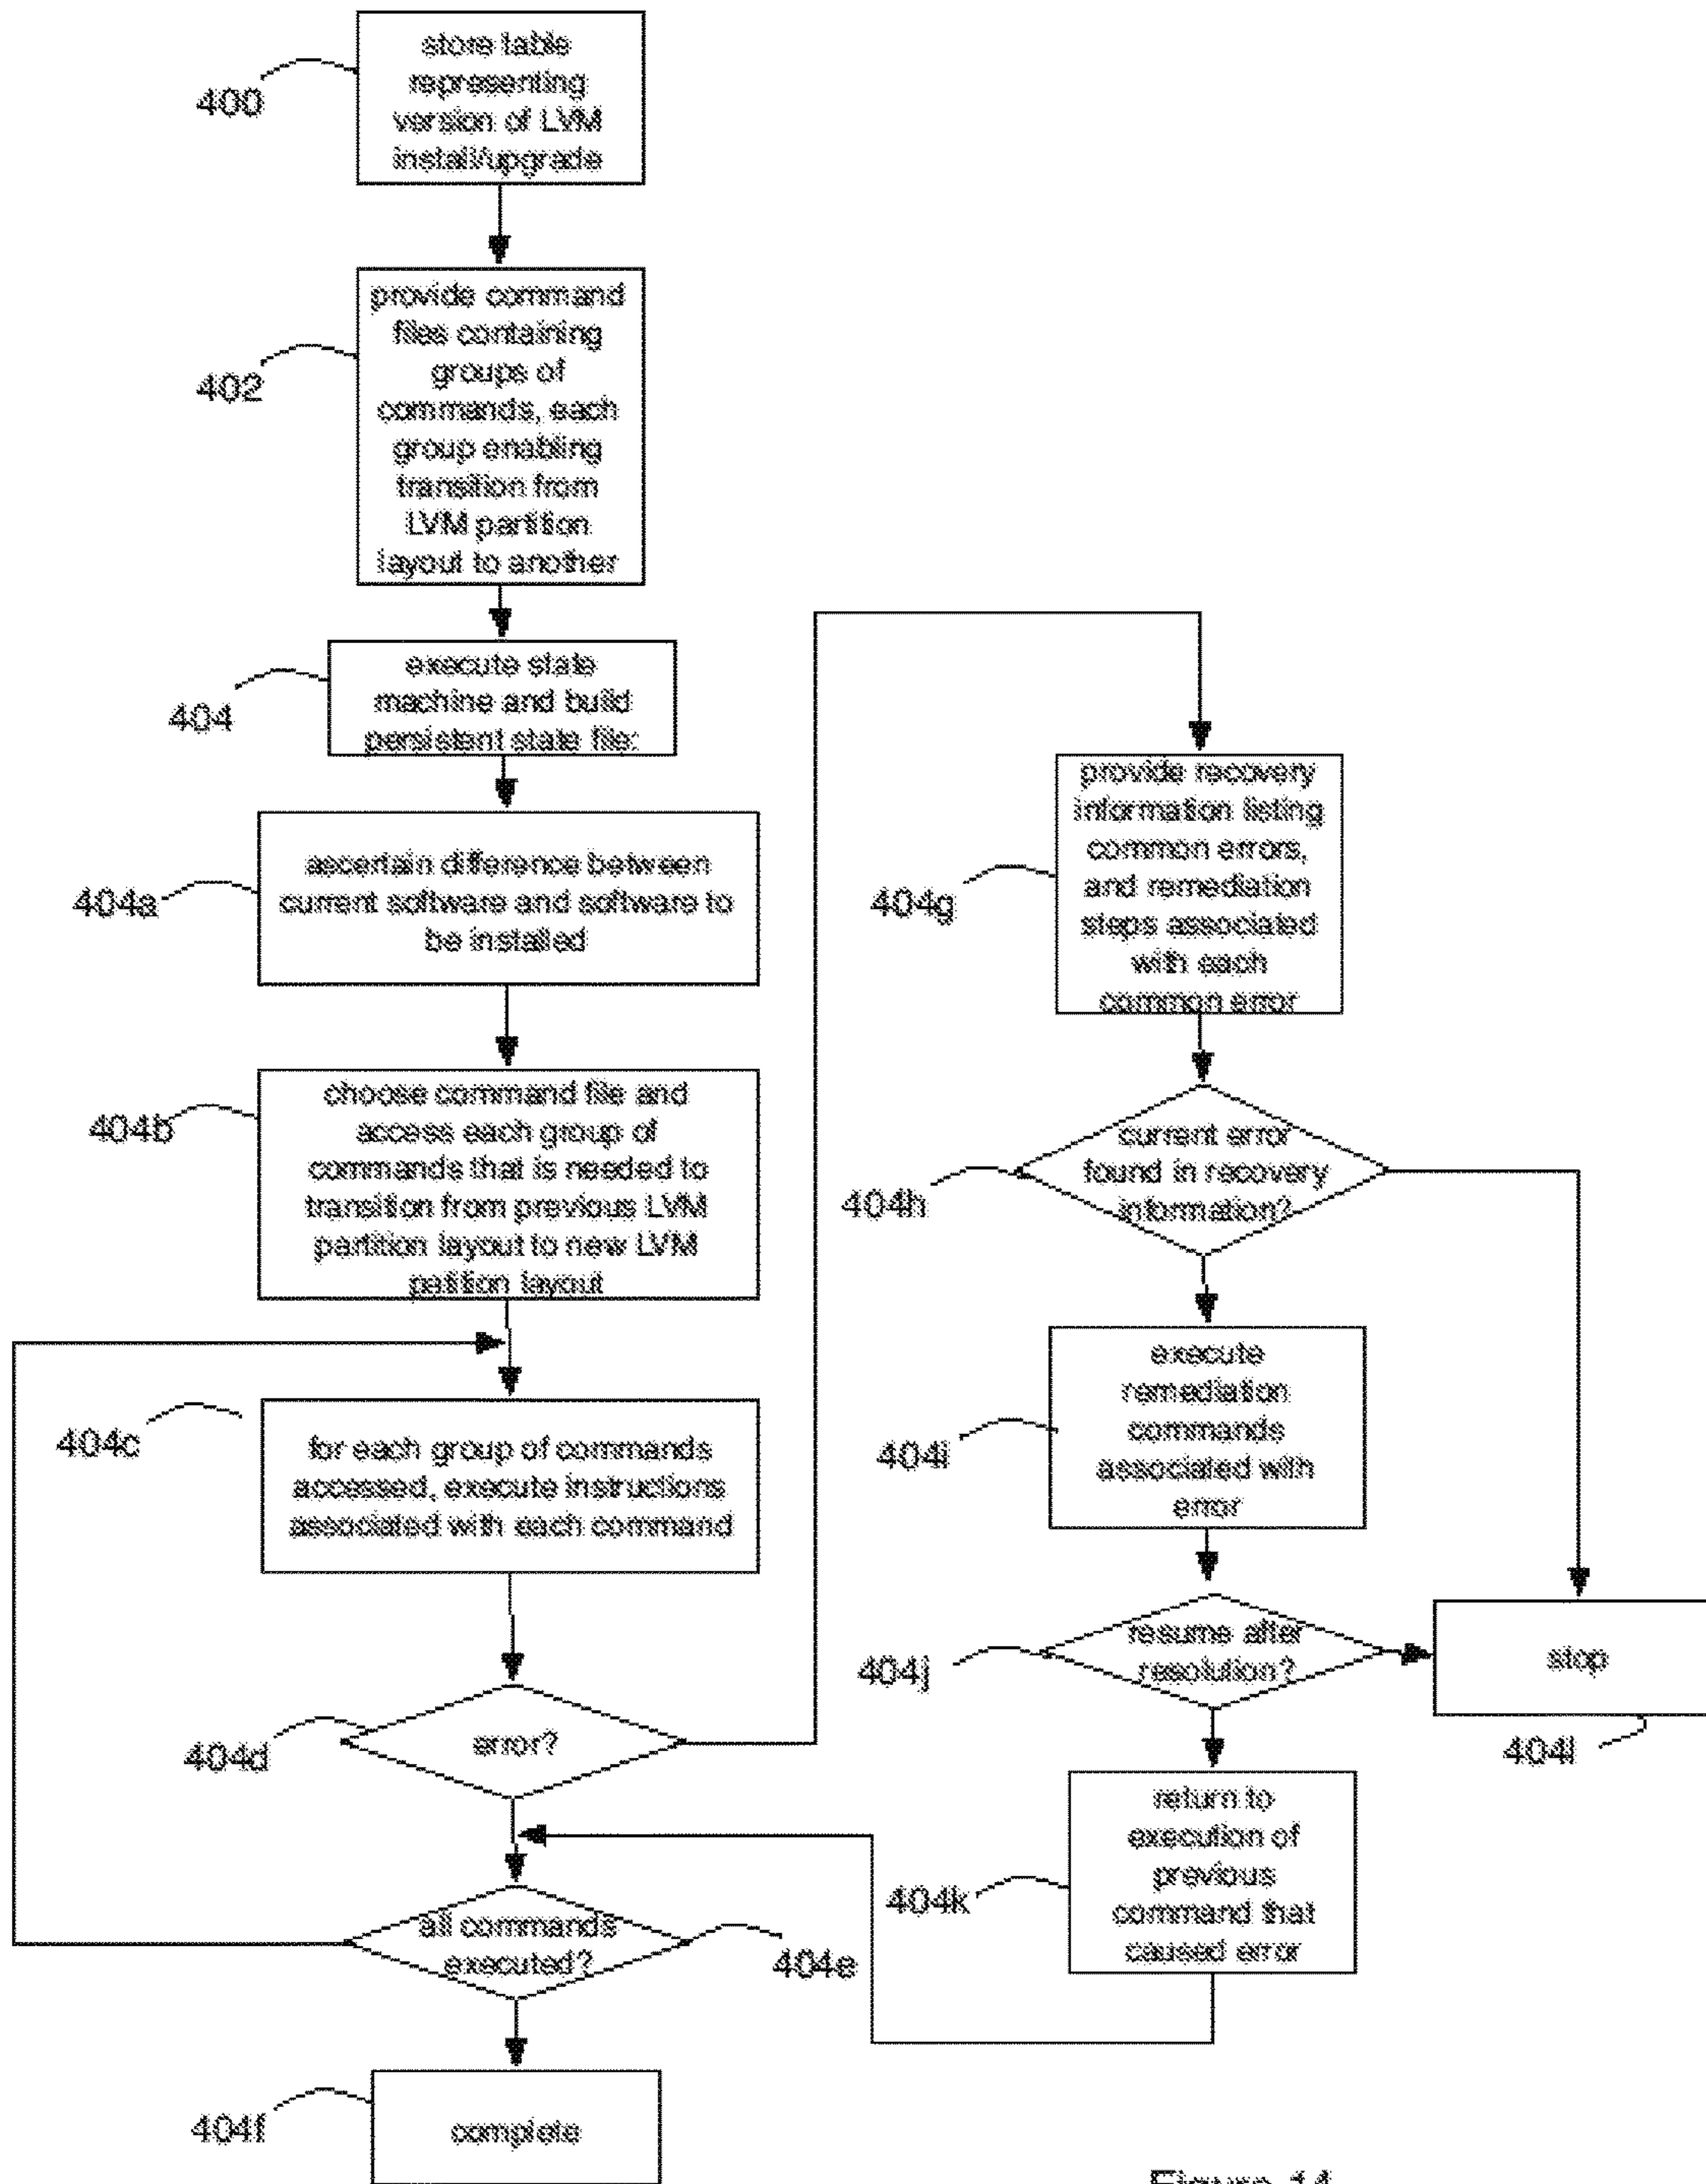 400
store table
representing
version of LVM
install/upgrade
402
provide command
files containing
groups of
commands, each
group enabling
transition from
LVM partition
layout to another
404
execute state
machine and build
persistent state file:
404a
ascertain difference between
current software and software to
be installed
404b
choose command file and
access each group of
commands that is needed to
transition from previous LVM
partition layout to new LVM
petition layout
404c
for each group of commands
accessed, execute instructions
associated with each command
404d
error?
all commands
executed?
404e
404f
complete
404g
provide recovery
information listing
common errors,
and remediation
steps associated
with each
common error
404h
current error
found in recovery
information?
404i
execute
remediation
commands
associated with
error
404j
resume after
resolution?
stop
404l
404k
return to
execution of
previous
command that
caused error
Figure 14